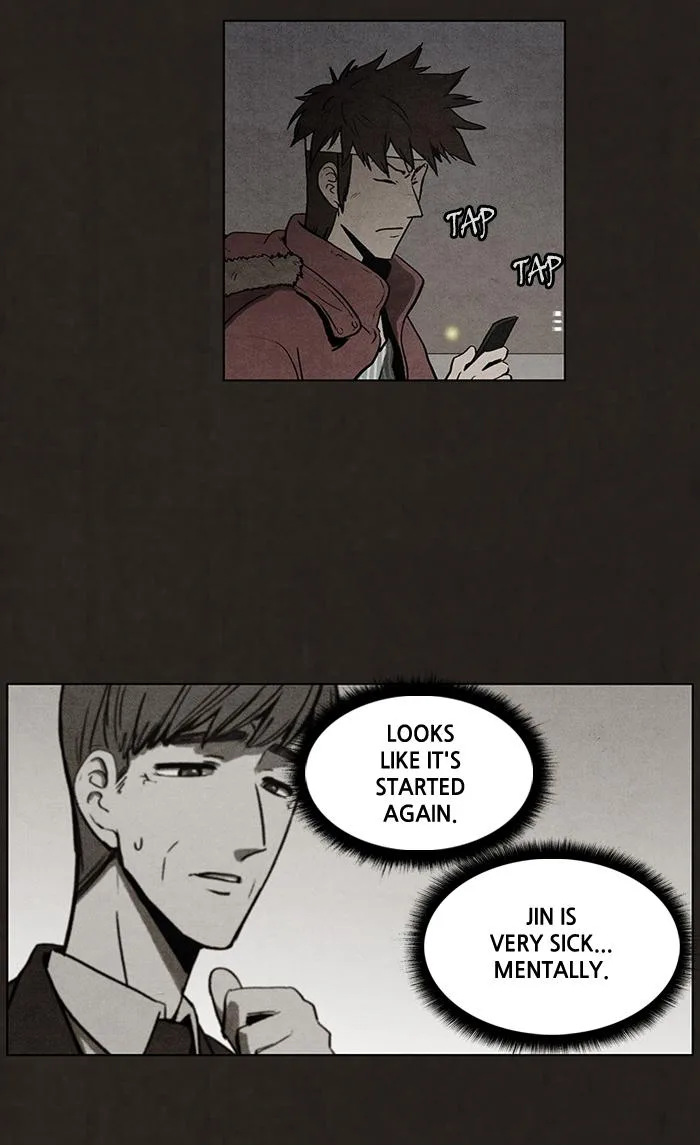 TAP
TAP
LOOKS
LIKE IT'S
STARTED
AGAIN.
JIN IS
VERY SICK...
MENTALLY.